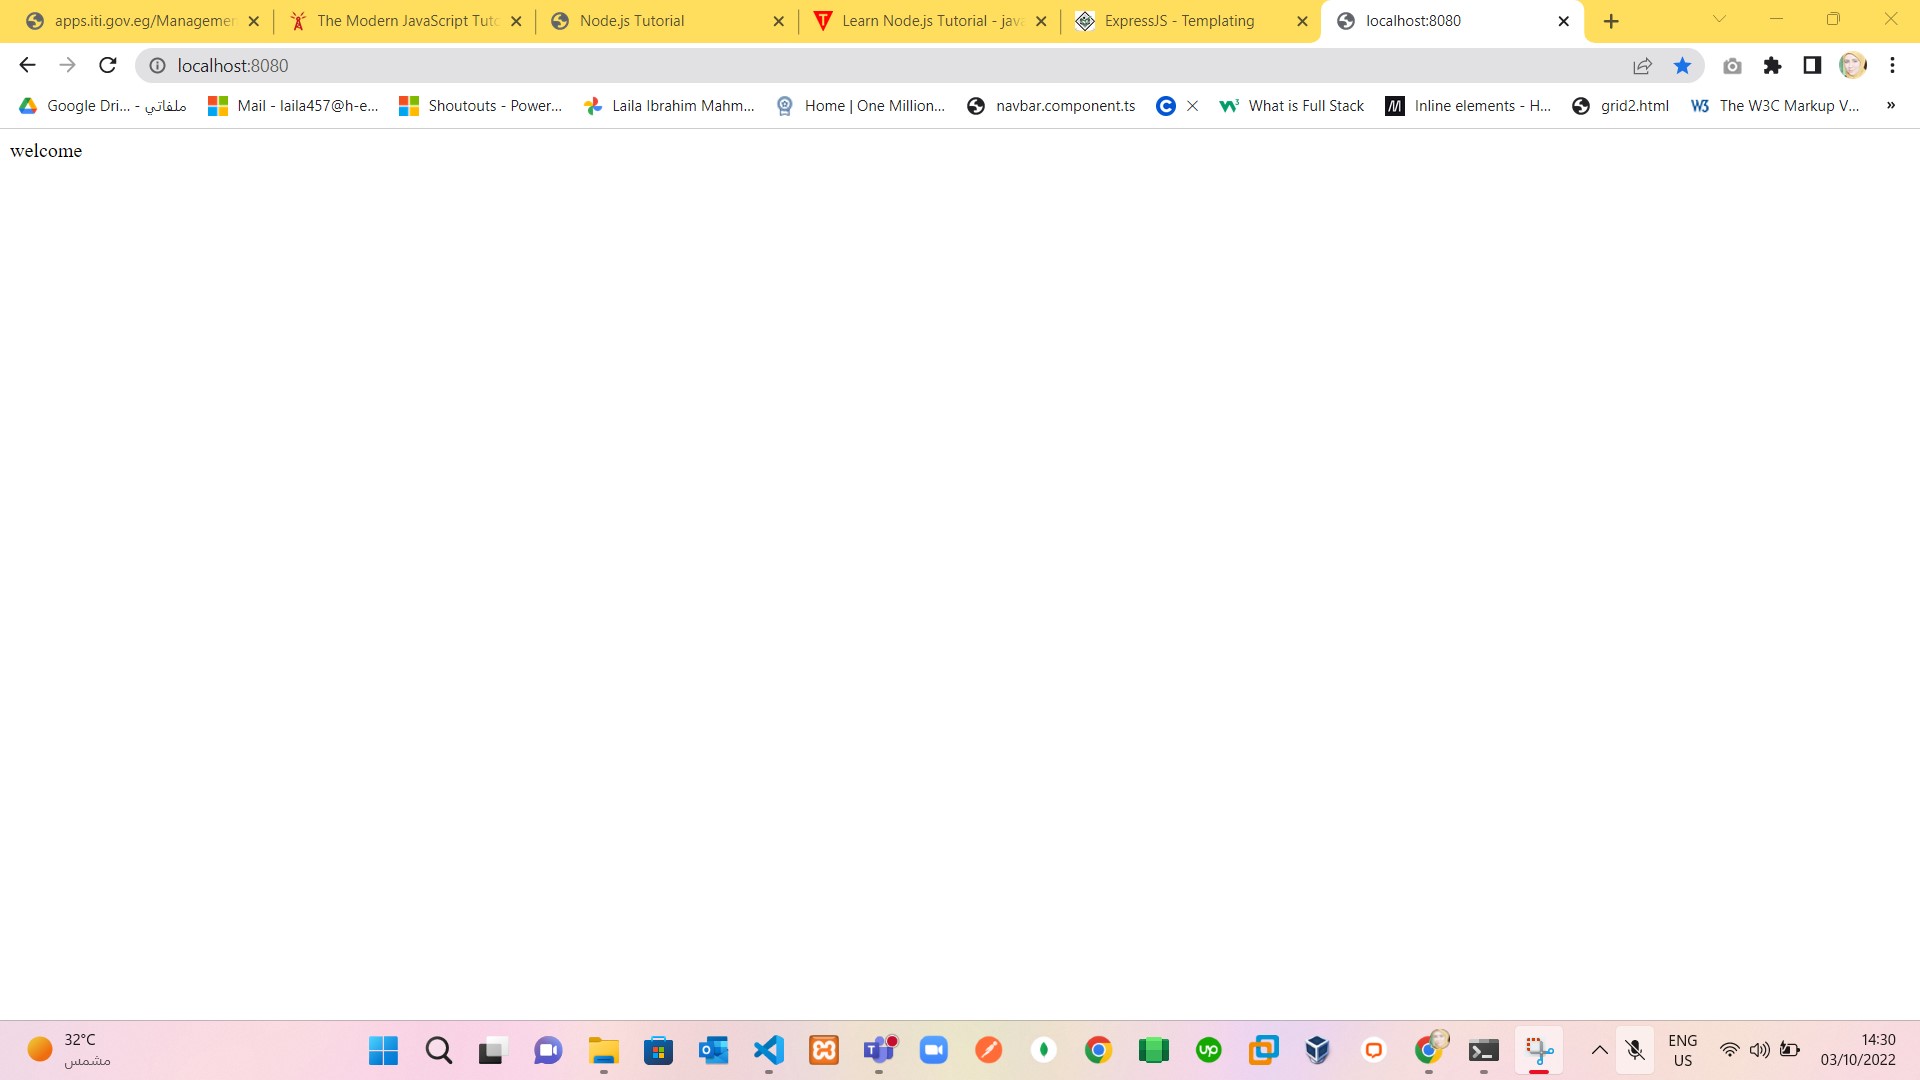 apps.iti.gov.eg/Managemen
The Modern JavaScript Tuto
Node.js Tutorial
Learn Node.js Tutorial - java
ExpressJS - Templating
localhost:8080
localhost:8080
Google Dri... - ملفاتي
Mail - laila457@h-e...
Shoutouts - Power...
Laila Ibrahim Mahm...
Home | One Million...
navbar.component.ts
What is Full Stack
Inline elements - H...
grid2.html
The W3C Markup V...
»
welcome
32°C
مشمس
ENG
US
14:30
03/10/2022